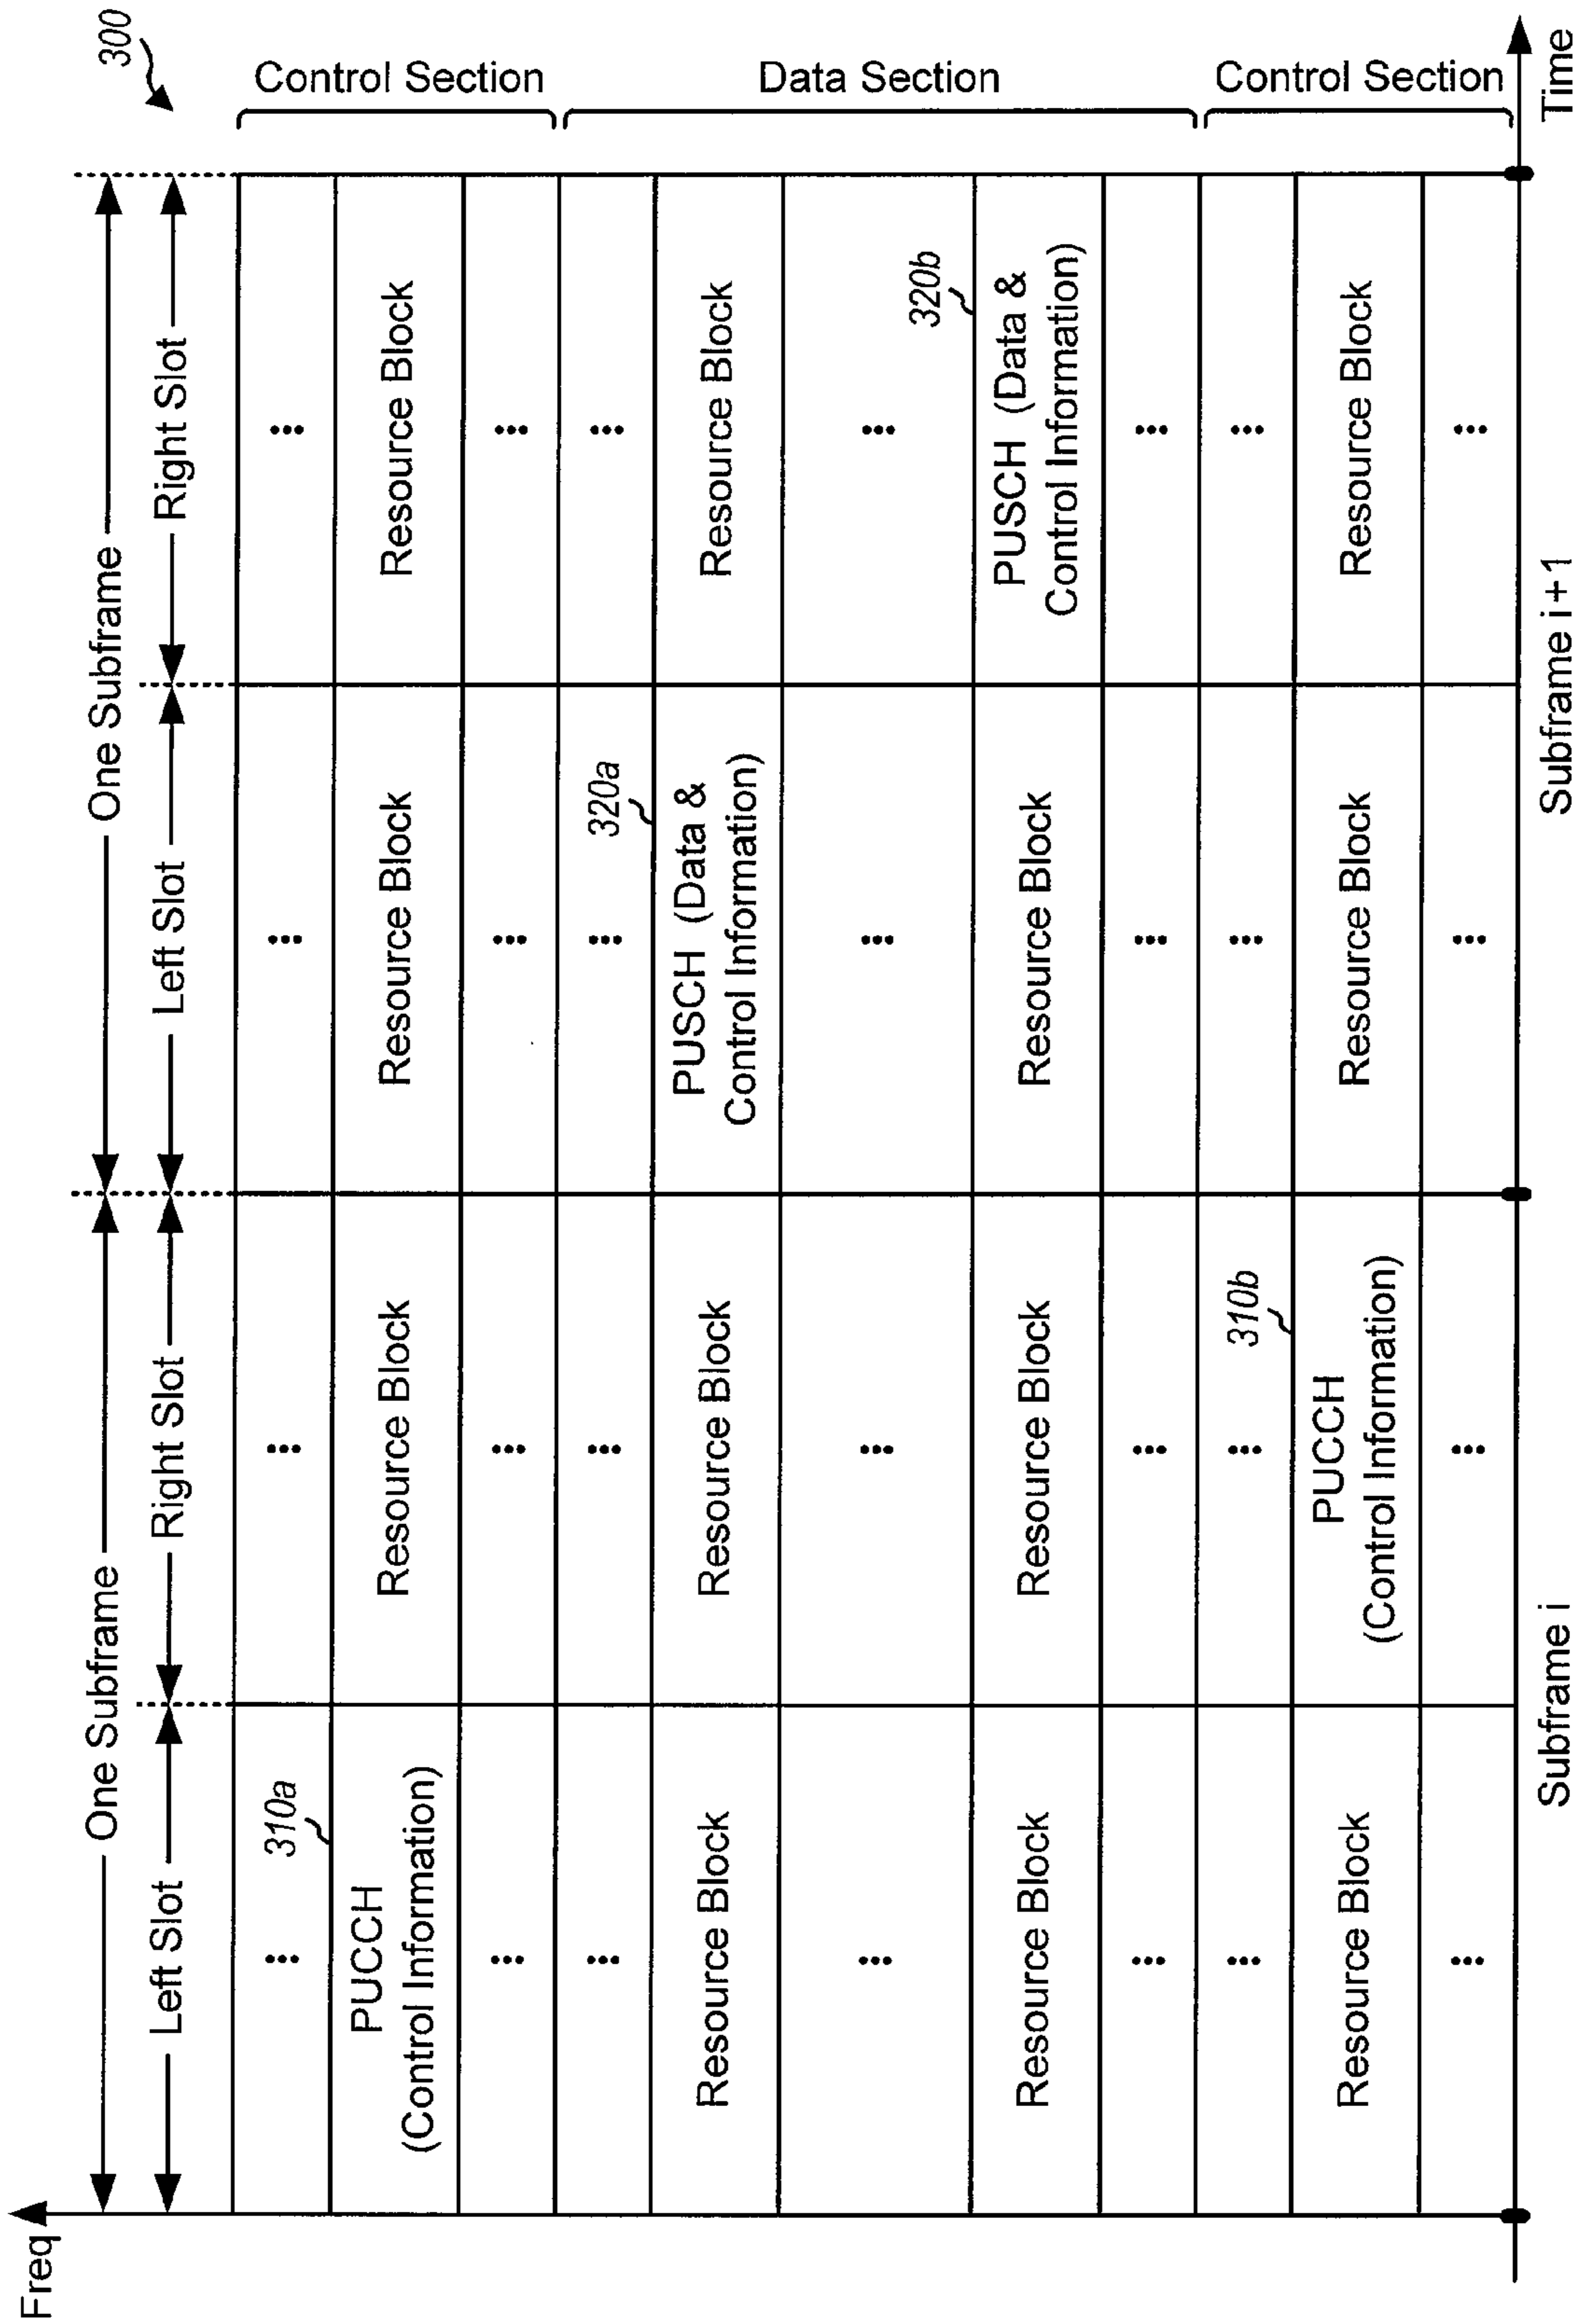 300
Freq
One Subframe
One Subframe
Left Slot
Right Slot
Left Slot
Right Slot
...
...
...
...
Control Section
310a
PUCCH
(Control Information)
Resource Block
Resource Block
Resource Block
...
...
...
...
...
...
...
...
Data Section
320a
Resource Block
Resource Block
PUSCH (Data &
Control Information)
Resource Block
...
...
...
...
320b
Resource Block
Resource Block
Resource Block
PUSCH (Data &
Control Information)
...
...
...
...
...
...
...
...
Control Section
310b
Resource Block
PUCCH
(Control Information)
Resource Block
Resource Block
...
...
...
...
Subframe i
Subframe i+1
Time